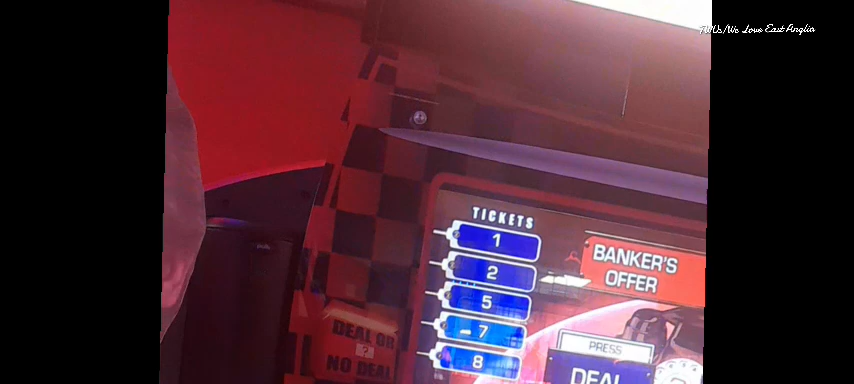 TWUs/We Love East Anglia
TICKETS
1
2
5
7
8
BANKER'S
OFFER
PRESS
DEAL
DEAL OR
NO DEAL